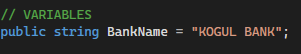 // VARIABLES
public string BankName = "KOGUL BANK";